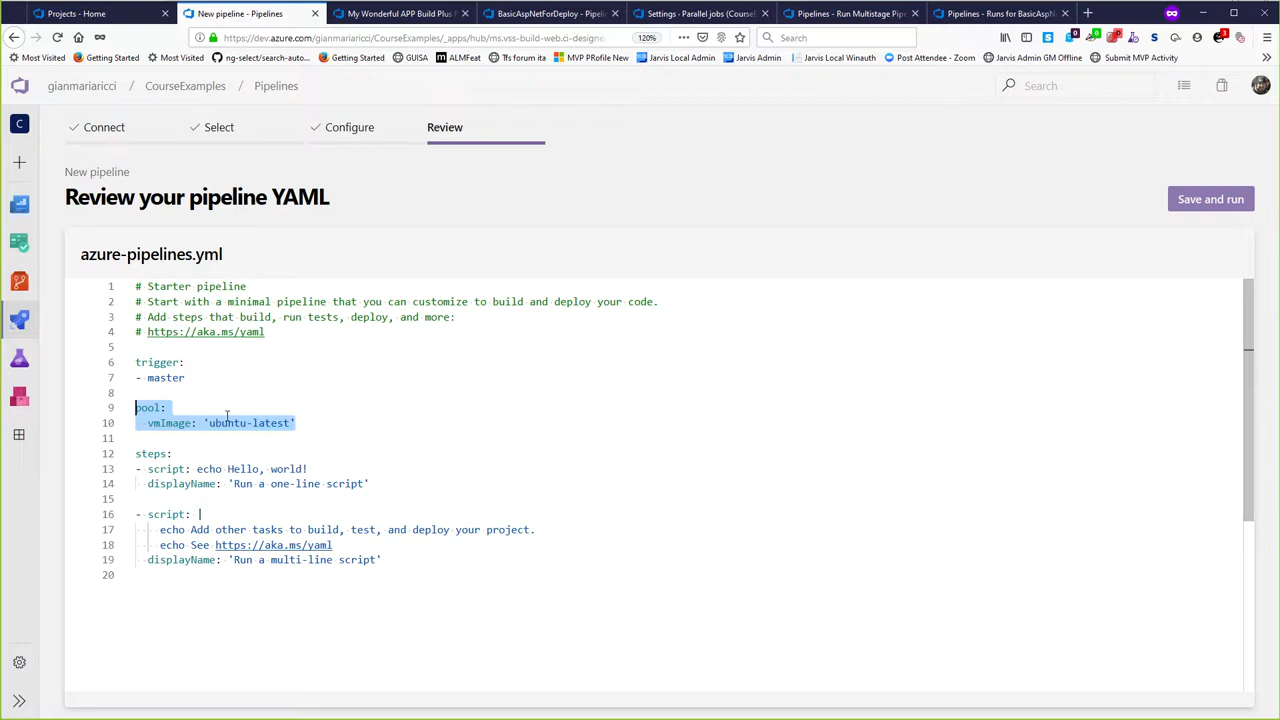 Projects - Home
New pipeline - Pipelines
My Wonderful APP Build Plus F
BasicAspNetForDeploy - Pipelin
Settings - Parallel jobs (CourseE
Pipelines - Run Multistage Pipe
Pipelines - Runs for BasicAspN
https://dev.azure.com/gianmariaricci/CourseExamples/_apps/hub/ms.vss-build-web.ci-designe
120%
Search
Most Visited
Getting Started
Most Visited
ng-select/search-auto...
Getting Started
GUISA
ALMFeat
Tfs forum ita
MVP PRofile New
Jarvis Local Admin
Jarvis Admin
Jarvis Local Winauth
Post Attendee - Zoom
Jarvis Admin GM Offline
Submit MVP Activity
gianmariaricci / CourseExamples / Pipelines
Search
C
Connect
Select
Configure
Review
New pipeline
Review your pipeline YAML
Save and run
azure-pipelines.yml
1 # Starter pipeline
2 # Start with a minimal pipeline that you can customize to build and deploy your code.
3 # Add steps that build, run tests, deploy, and more:
4 # https://aka.ms/yaml
5
6 trigger:
7 - master
8
9 pool:
10 vmImage: 'ubuntu-latest'
11
12 steps:
13 - script: echo Hello, world!
14 displayName: 'Run a one-line script'
15
16 - script: |
17 echo Add other tasks to build, test, and deploy your project.
18 echo See https://aka.ms/yaml
19 displayName: 'Run a multi-line script'
20